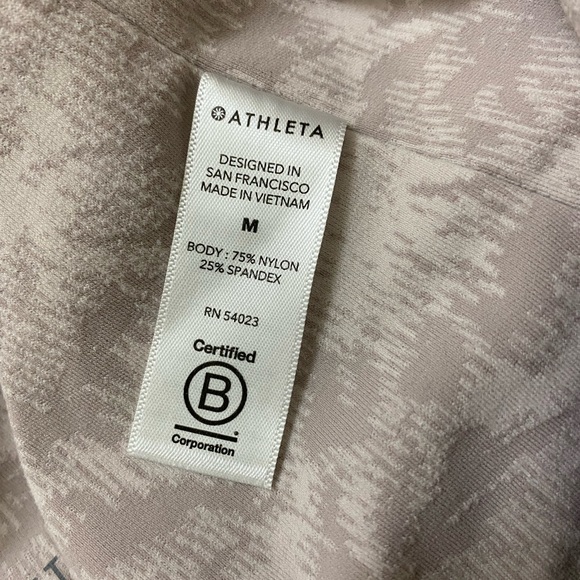 ATHLETA
DESIGNED IN
SAN FRANCISCO
MADE IN VIETNAM
M
BODY : 75% NYLON
25% SPANDEX
RN 54023
Certified
B
Corporation